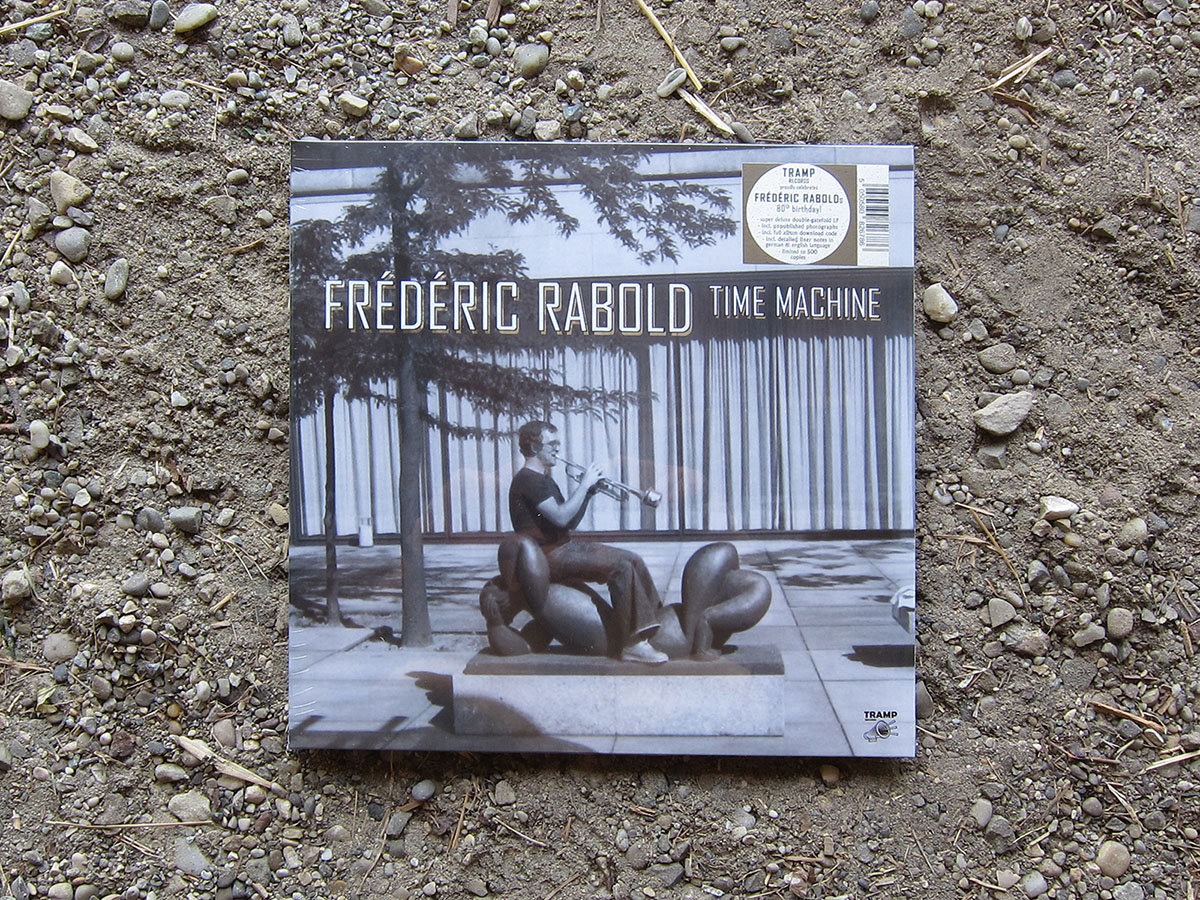 TRAMP
RECORDS
proudly celebrates
FRÉDÉRIC RABOLDs
80th birthday!
- super deluxe double-gatefold LP
- incl. unpublished photographs
- incl. full album download code
- incl. detailed liner notes in
german & english language
- limited to 500
copies
FRÉDÉRIC RABOLD TIME MACHINE
TRAMP